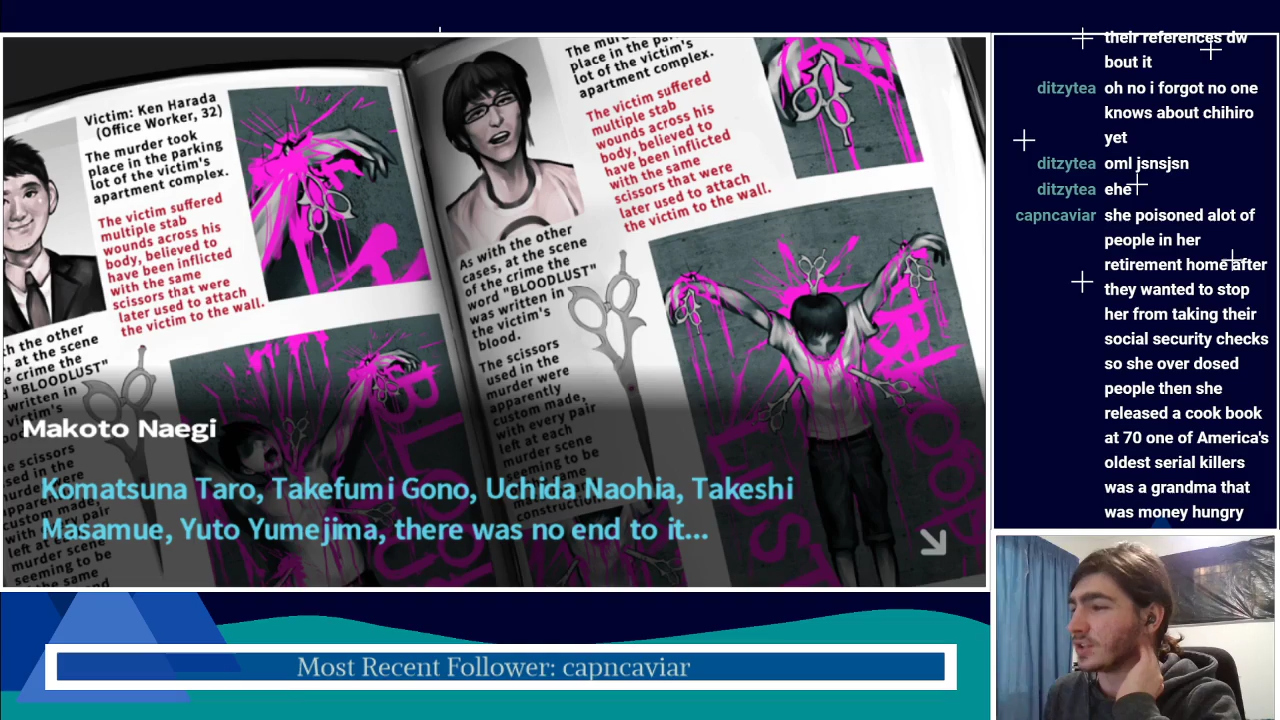 Victim: Ken Harada
(Office Worker, 32)
The murder took
place in the parking
lot of the victim's
apartment complex.
The victim suffered
multiple stab
wounds across his
body, believed to
have been inflicted
with the same
scissors that were
later used to attach
the victim to the wall.
the other
at the scene
crime the
"BLOODLUST"
written in
place in the parking
lot of the victim's
apartment complex.
The victim suffered
multiple stab
wounds across his
body, believed to
have been inflicted
with the same
scissors that were
later used to attach
the victim to the wall.
As with the other
cases, at the scene
of the crime the
word "BLOODLUST"
was written in
the victim's
blood.
The scissors
used in the
murder were
apparently
custom made,
with every pair
left at each
murder scene
seeming to be
Makoto Naegi
Komatsuna Taro, Takefumi Gono, Uchida Naohia, Takeshi
Masamue, Yuto Yumejima, there was no end to it...
their references dw
bout it
ditzytea oh no i forgot no one
knows about chihiro
yet
ditzytea oml jsnsjsn
ditzytea ehe
capncaviar she poisoned alot of
people in her
retirement home after
they wanted to stop
her from taking their
social security checks
so she over dosed
people then she
released a cook book
at 70 one of America's
oldest serial killers
was a grandma that
was money hungry
Most Recent Follower: capncaviar